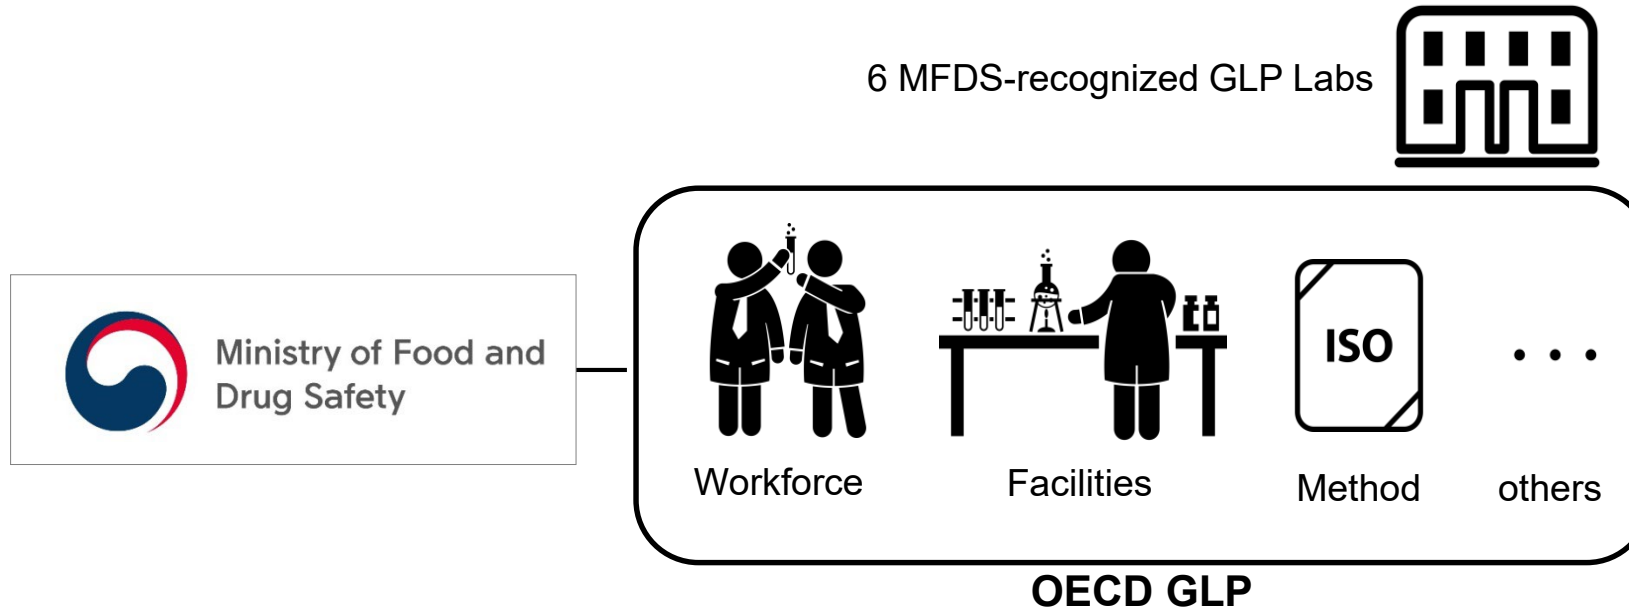 6 MFDS-recognized GLP Labs
Ministry of Food and
Drug Safety
ISO
. . .
Workforce
Facilities
Method
others
OECD GLP